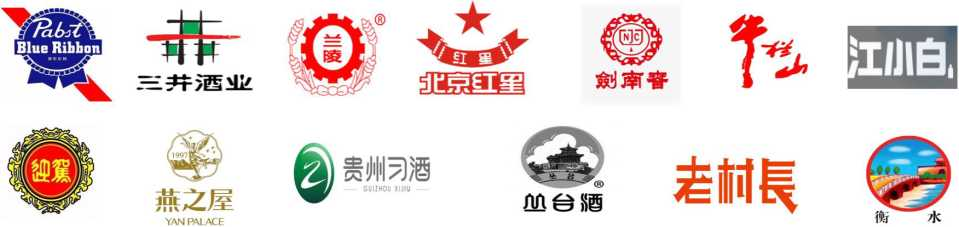 Pabst
Blue Ribbon
三井酒业
兰
陵
®
红星
北京红星
NJC
劍南春
牛栏山
江小白
迎駕
1997
燕之屋
YAN PALACE
贵州习酒
GUIZHOU XIJIU
丛台酒
®
老村長
衡水